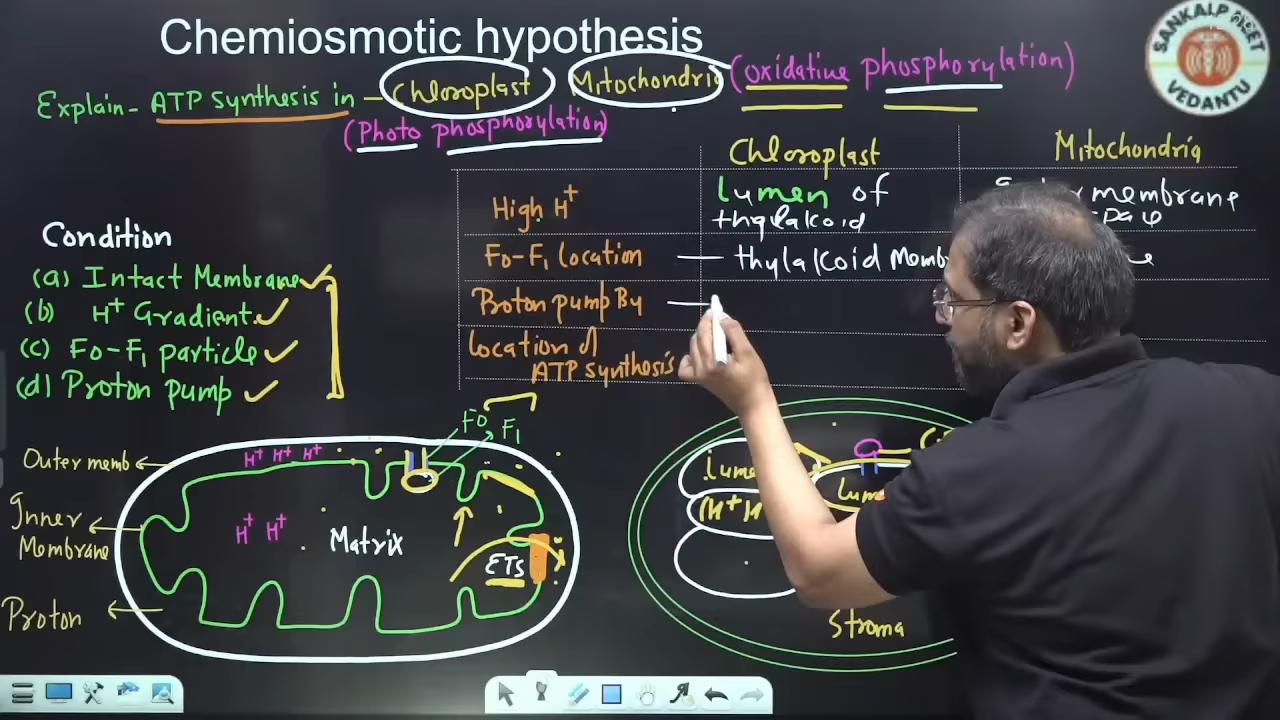 Chemiosmotic hypothesis
Explain - ATP Synthesis in - Chloroplast Mitochondria (oxidative phosphorylation)
(Photo phosphorylation)
SANKALP NEET
VEDANTU
Chloroplast Mitochondria
High H+ lumen of thylakoid membrane
Fo-F1 location — thylakoid Memb
Proton pump By —
Location of ATP synthesis
Condition
(a) Intact Membrane
(b) H+ Gradient
(c) Fo-F1 particle
(d) Proton pump
Outer memb
Inner Membrane
Proton
H+ H+ H+
Fo
F1
H+ H+
Matrix
ETS
Lume
(H+ H
Lum
Stroma